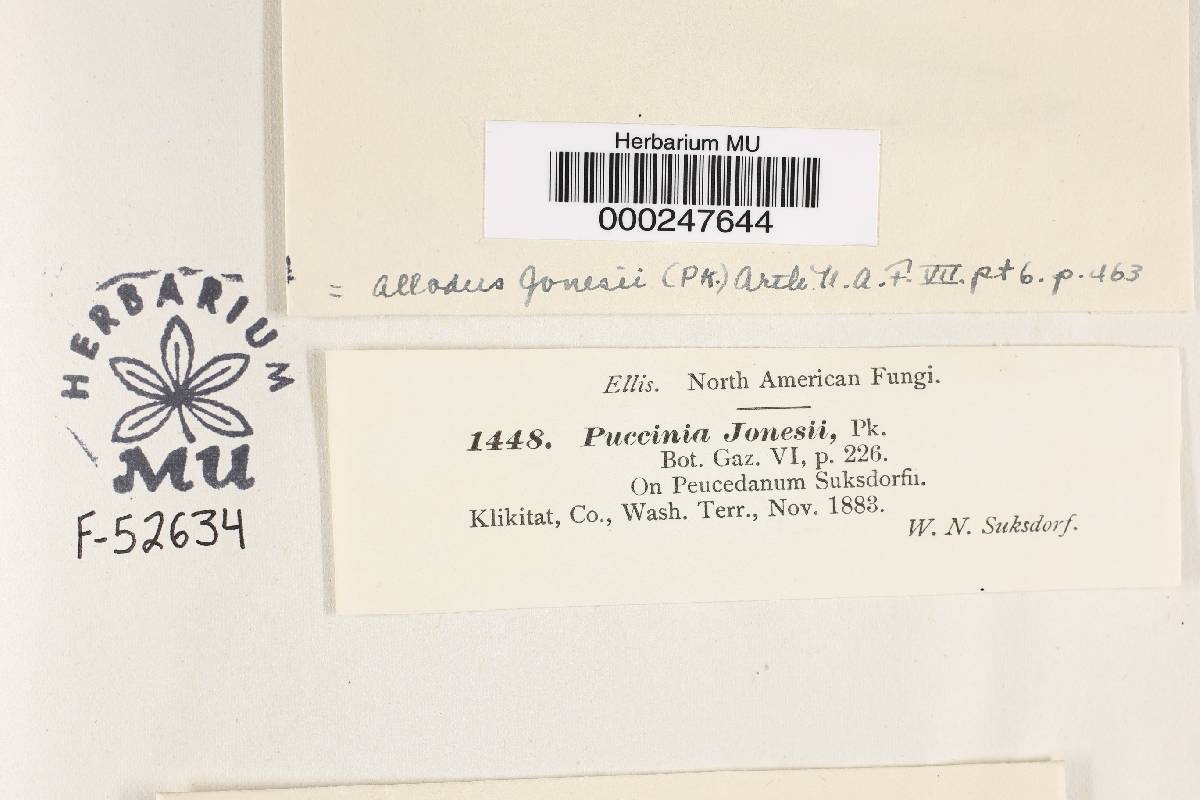 Herbarium MU
000247644
= Allodus Jonesii (Pk.) Arth. N. A. F. VII. pt 6. p. 463
HERBARIUM
MU
F-52634
Ellis. North American Fungi.
1448. Puccinia Jonesii, Pk.
Bot. Gaz. VI, p. 226.
On Peucedanum Suksdorfii.
Klikitat, Co., Wash. Terr., Nov. 1883.
W. N. Suksdorf.